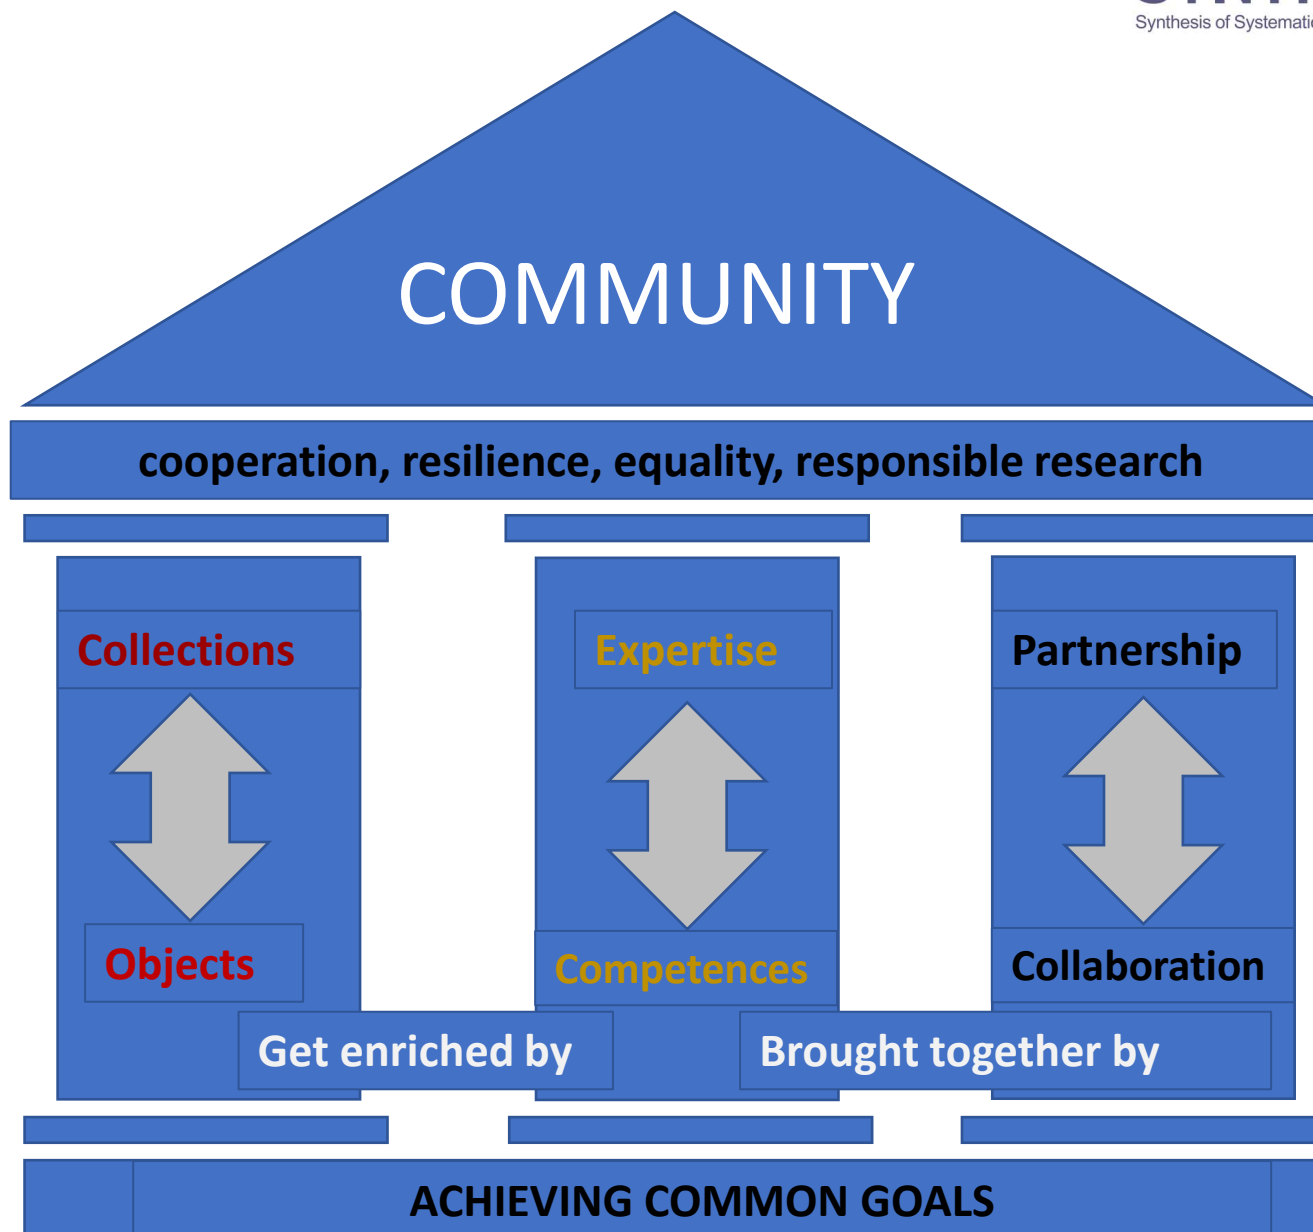 Synthesis of Systematic
COMMUNITY
cooperation, resilience, equality, responsible research
Collections
Expertise
Partnership
Objects
Competences
Collaboration
Get enriched by
Brought together by
ACHIEVING COMMON GOALS